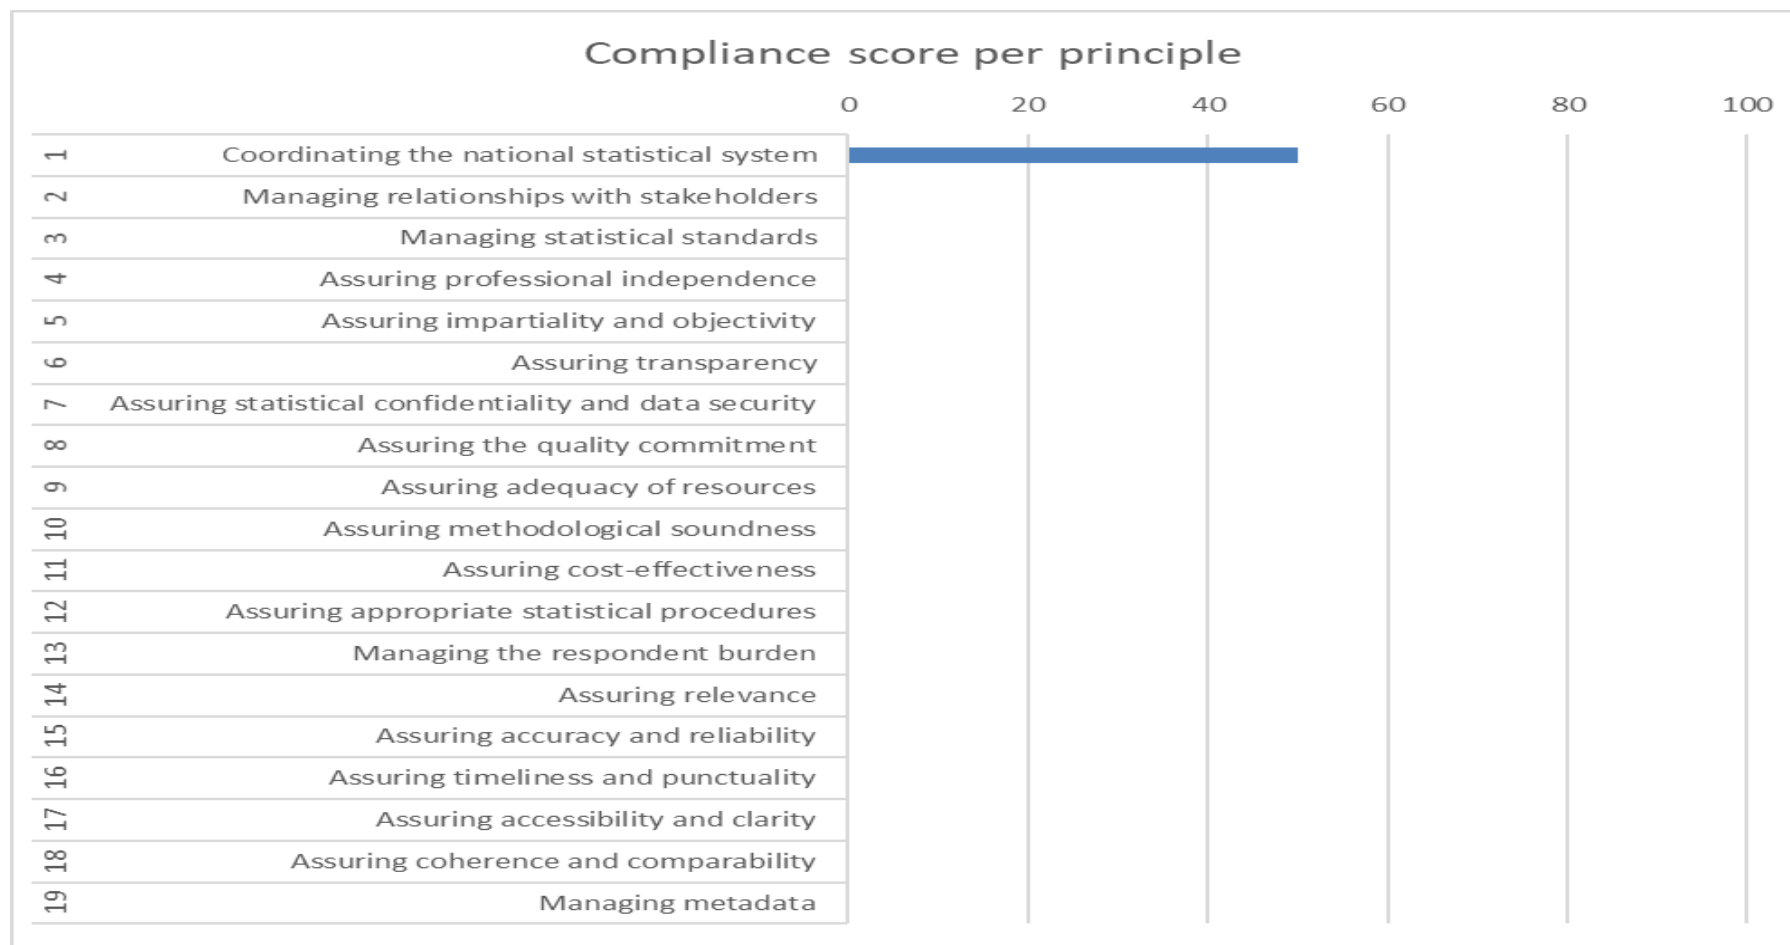 Compliance score per principle
0 20 40 60 80 100
1 Coordinating the national statistical system
2 Managing relationships with stakeholders
3 Managing statistical standards
4 Assuring professional independence
5 Assuring impartiality and objectivity
6 Assuring transparency
7 Assuring statistical confidentiality and data security
8 Assuring the quality commitment
9 Assuring adequacy of resources
10 Assuring methodological soundness
11 Assuring cost-effectiveness
12 Assuring appropriate statistical procedures
13 Managing the respondent burden
14 Assuring relevance
15 Assuring accuracy and reliability
16 Assuring timeliness and punctuality
17 Assuring accessibility and clarity
18 Assuring coherence and comparability
19 Managing metadata